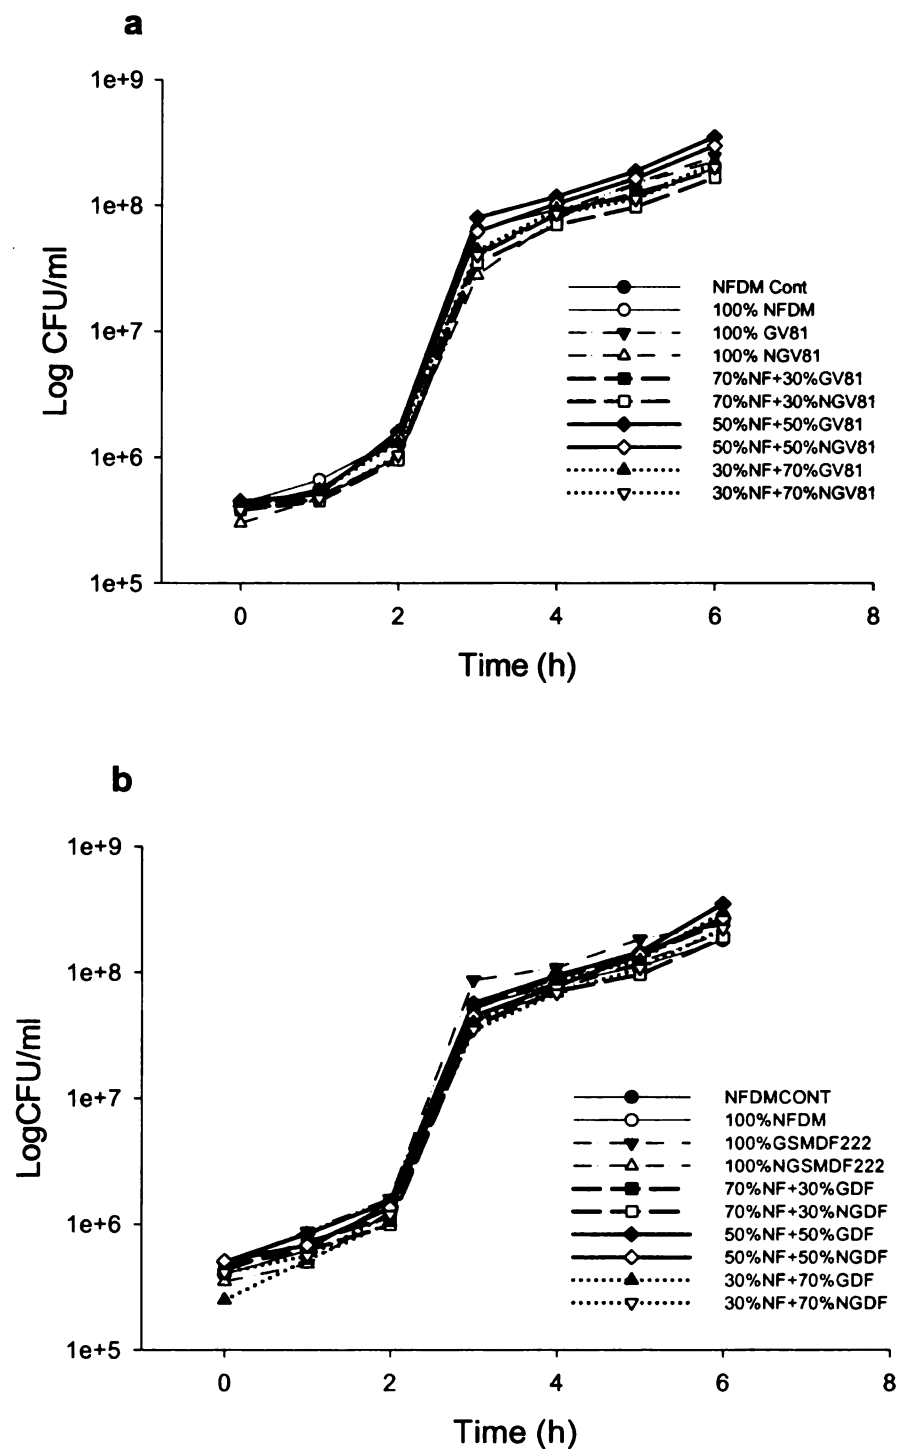 a
1e+9
1e+8
1e+7
1e+6
1e+5
Log CFU/ml
NFDM Cont
100% NFDM
100% GV81
100% NGV81
70%NF+30%GV81
70%NF+30%NGV81
50%NF+50%GV81
50%NF+50%NGV81
30%NF+70%GV81
30%NF+70%NGV81
0 2 4 6 8
Time (h)
b
1e+9
1e+8
1e+7
1e+6
1e+5
LogCFU/ml
NFDMCONT
100%NFDM
100%GSMDF222
100%NGSMDF222
70%NF+30%GDF
70%NF+30%NGDF
50%NF+50%GDF
50%NF+50%NGDF
30%NF+70%GDF
30%NF+70%NGDF
0 2 4 6 8
Time (h)